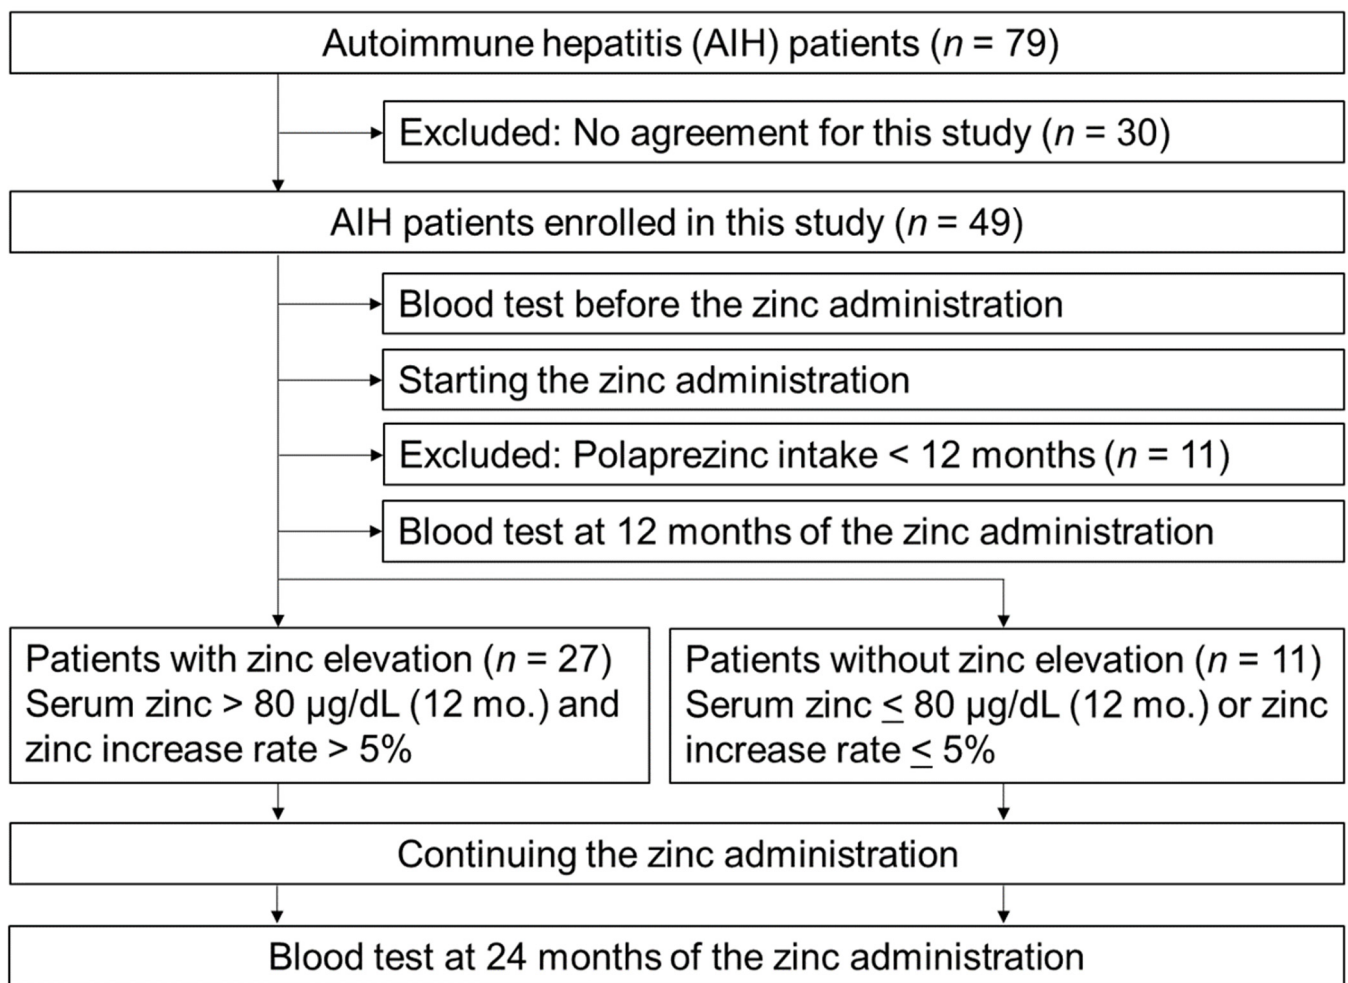 Autoimmune hepatitis (AIH) patients (n = 79)
Excluded: No agreement for this study (n = 30)
AIH patients enrolled in this study (n = 49)
Blood test before the zinc administration
Starting the zinc administration
Excluded: Polaprezinc intake < 12 months (n = 11)
Blood test at 12 months of the zinc administration
Patients with zinc elevation (n = 27)
Serum zinc > 80 µg/dL (12 mo.) and
zinc increase rate > 5%
Patients without zinc elevation (n = 11)
Serum zinc ≤ 80 µg/dL (12 mo.) or zinc
increase rate ≤ 5%
Continuing the zinc administration
Blood test at 24 months of the zinc administration